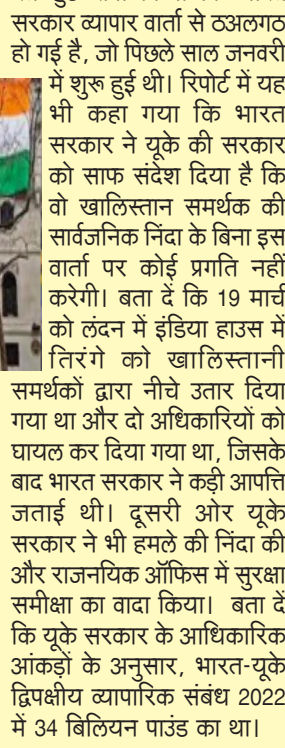 सरकार व्यापार वार्ता से ठअलगठ
हो गई है, जो पिछले साल जनवरी
में शुरू हुई थी। रिपोर्ट में यह
भी कहा गया कि भारत
सरकार ने यूके की सरकार
को साफ संदेश दिया है कि
वो खालिस्तान समर्थक की
सार्वजनिक निंदा के बिना इस
वार्ता पर कोई प्रगति नहीं
करेगी। बता दें कि 19 मार्च
को लंदन में इंडिया हाउस में
तिरंगे को खालिस्तानी
समर्थकों द्वारा नीचे उतार दिया
गया था और दो अधिकारियों को
घायल कर दिया गया था, जिसके
बाद भारत सरकार ने कड़ी आपत्ति
जताई थी। दूसरी ओर यूके
सरकार ने भी हमले की निंदा की
और राजनयिक ऑफिस में सुरक्षा
समीक्षा का वादा किया। बता दें
कि यूके सरकार के आधिकारिक
आंकड़ों के अनुसार, भारत-यूके
द्विपक्षीय व्यापारिक संबंध 2022
में 34 बिलियन पाउंड का था।